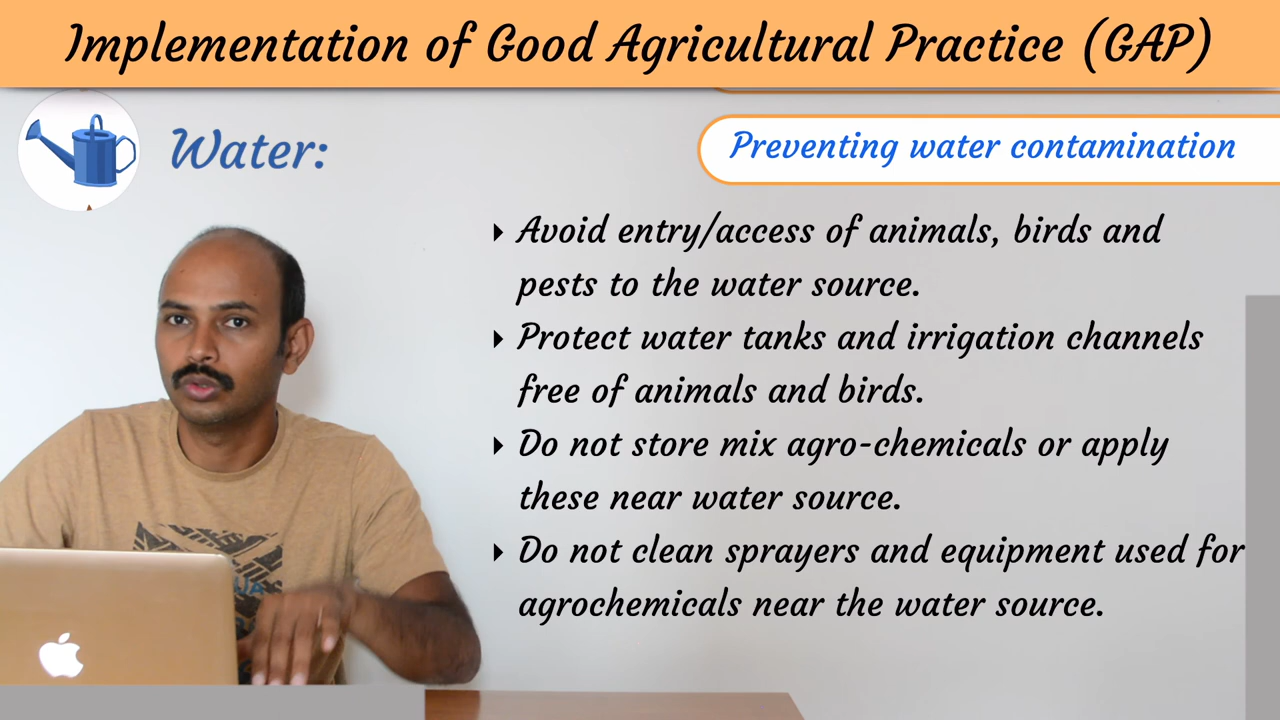 Implementation of Good Agricultural Practice (GAP)
Water:
Preventing water contamination
Avoid entry/access of animals, birds and
pests to the water source.
Protect water tanks and irrigation channels
free of animals and birds.
Do not store mix agro-chemicals or apply
these near water source.
Do not clean sprayers and equipment used for
agrochemicals near the water source.